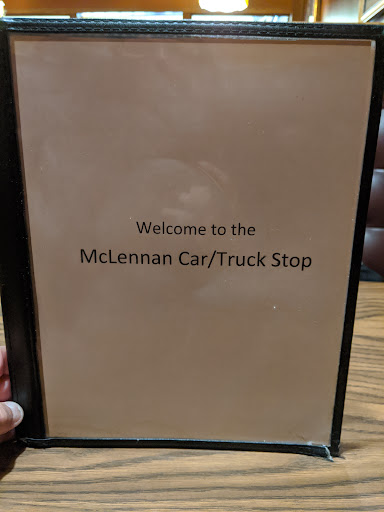 Welcome to the
McLennan Car/Truck Stop